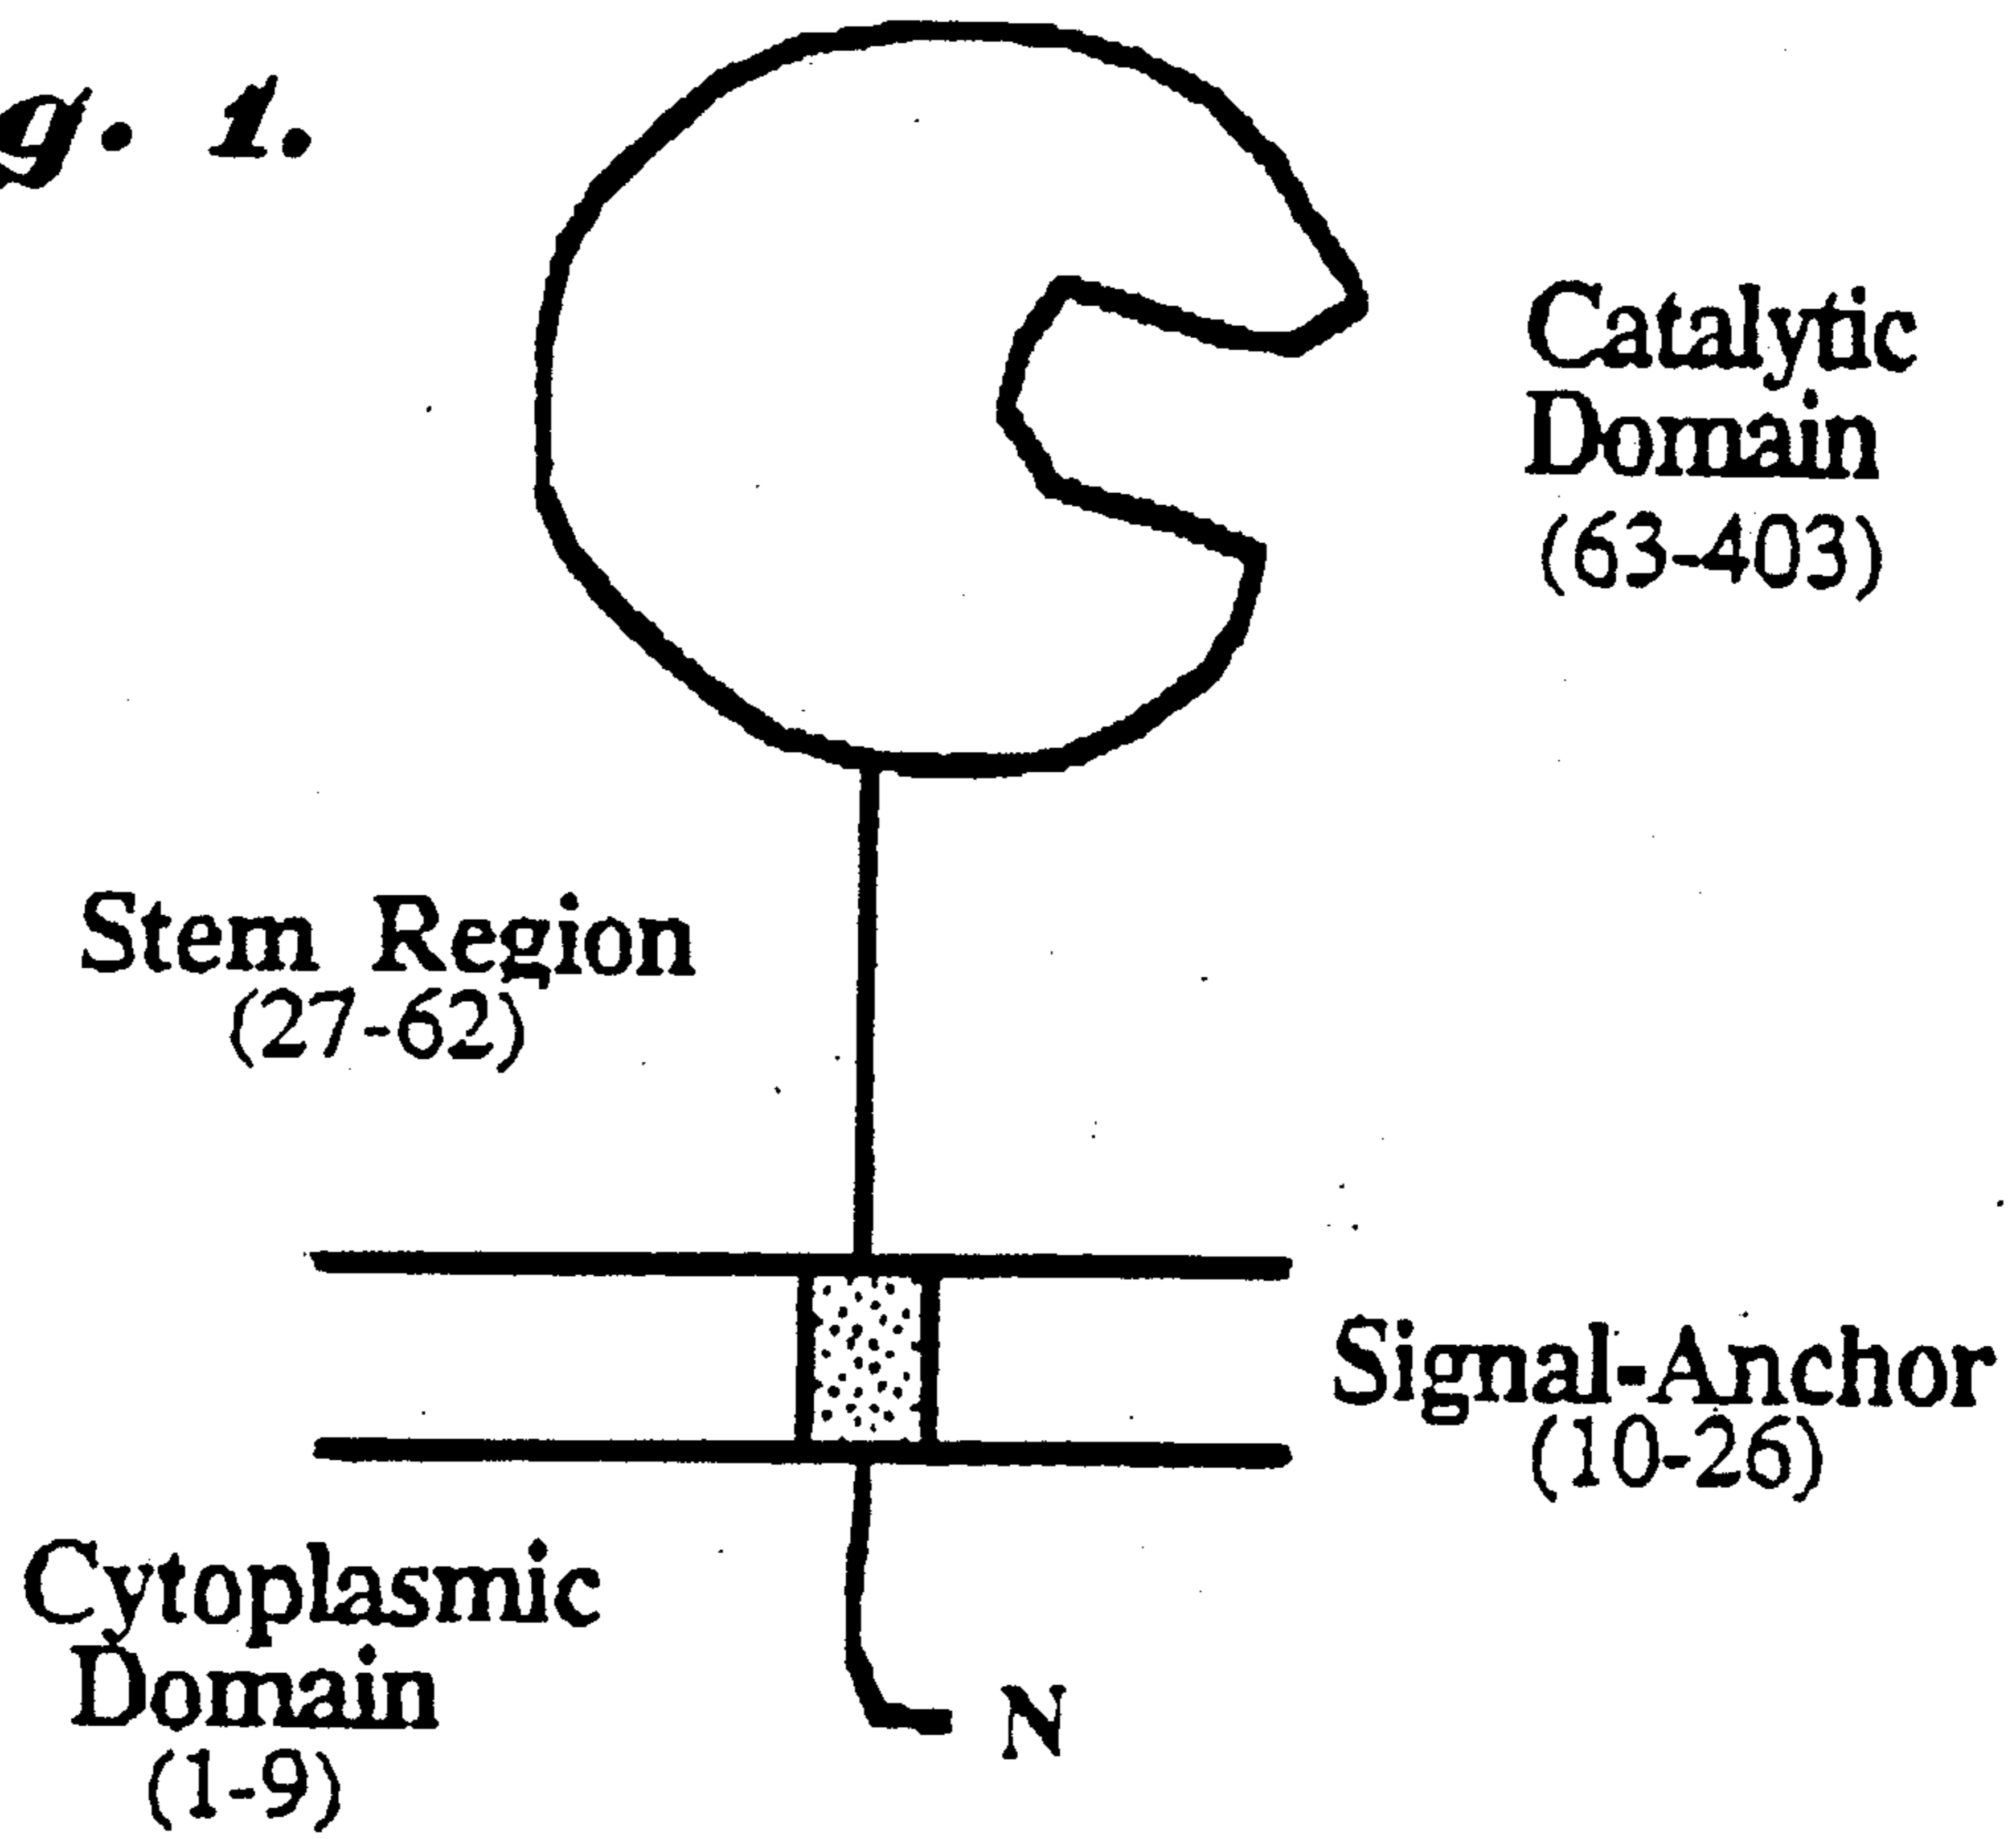 g. 1.
Catalytic
Domain
(63-403)
Stem Region
(27-62)
Signal-Anchor
(10-26)
Cytoplasmic
Domain
(1-9)
N